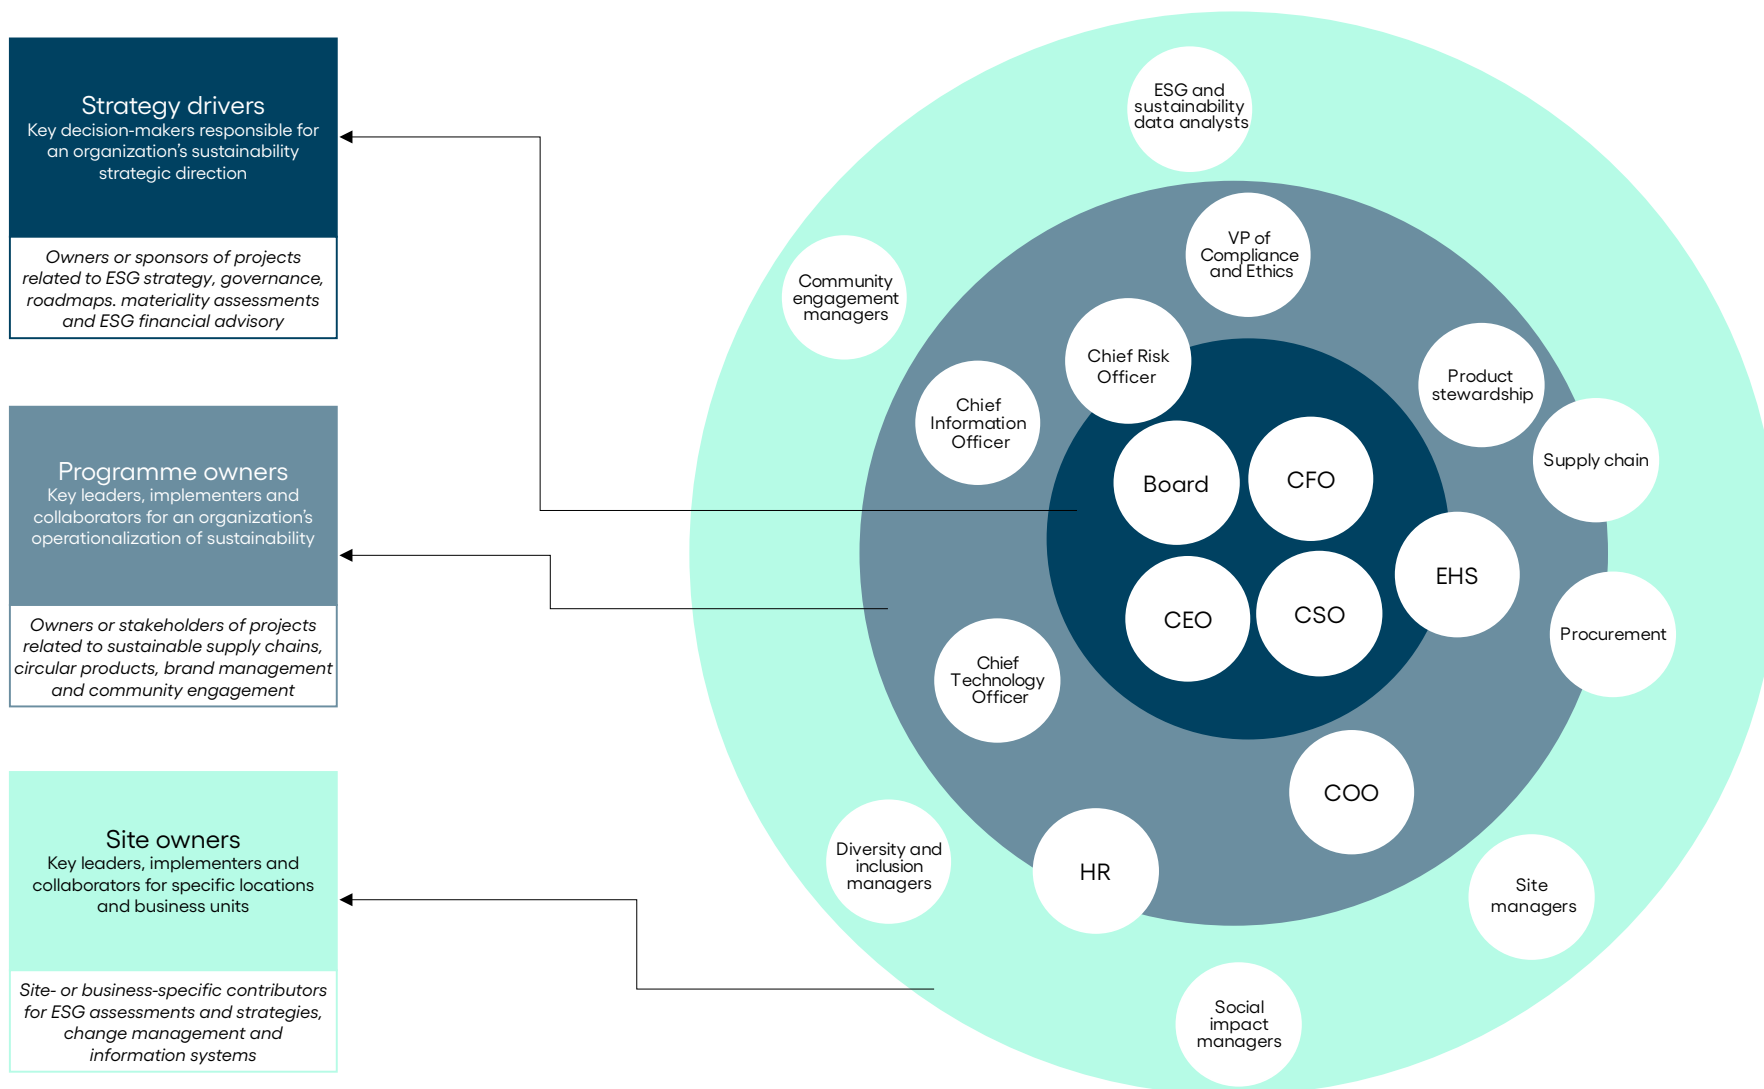 Strategy drivers
Key decision-makers responsible for
an organization’s sustainability
strategic direction
Owners or sponsors of projects
related to ESG strategy, governance,
roadmaps. materiality assessments
and ESG financial advisory
Programme owners
Key leaders, implementers and
collaborators for an organization’s
operationalization of sustainability
Owners or stakeholders of projects
related to sustainable supply chains,
circular products, brand management
and community engagement
Site owners
Key leaders, implementers and
collaborators for specific locations
and business units
Site- or business-specific contributors
for ESG assessments and strategies,
change management and
information systems
ESG and
sustainability
data analysts
VP of
Compliance
and Ethics
Community
engagement
managers
Chief Risk
Officer
Product
stewardship
Chief
Information
Officer
Supply chain
Board
CFO
EHS
CEO
CSO
Procurement
Chief
Technology
Officer
COO
Diversity and
inclusion
managers
HR
Site
managers
Social
impact
managers